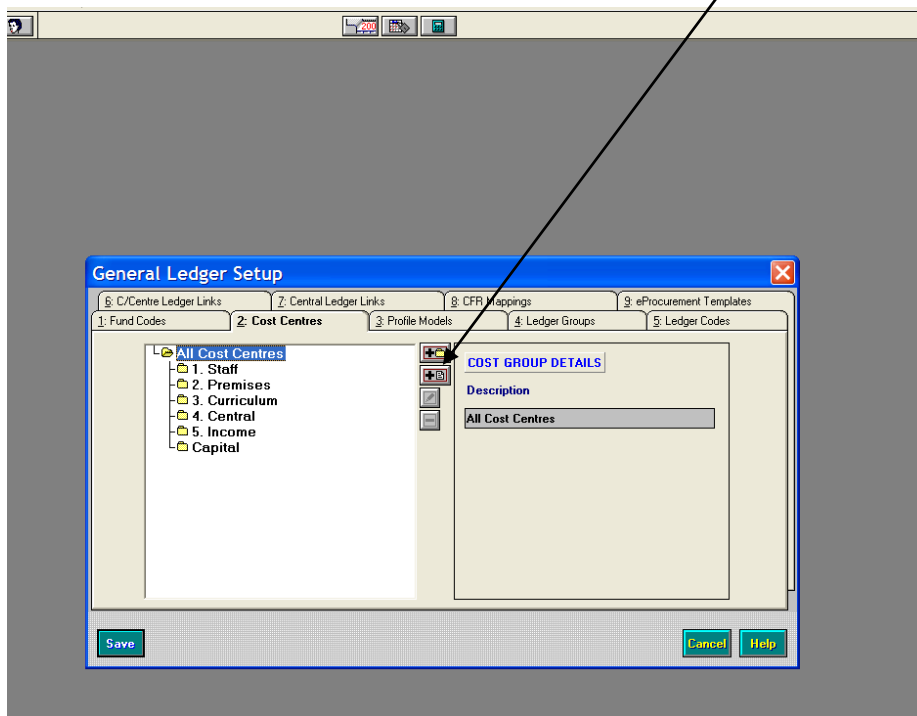 200
General Ledger Setup
6: C/Centre Ledger Links 7: Central Ledger Links 8: CFR Mappings 9: eProcurement Templates
1: Fund Codes 2: Cost Centres 3: Profile Models 4: Ledger Groups 5: Ledger Codes
All Cost Centres
1. Staff
2. Premises
3. Curriculum
4. Central
5. Income
Capital
COST GROUP DETAILS
Description
All Cost Centres
Save Cancel Help